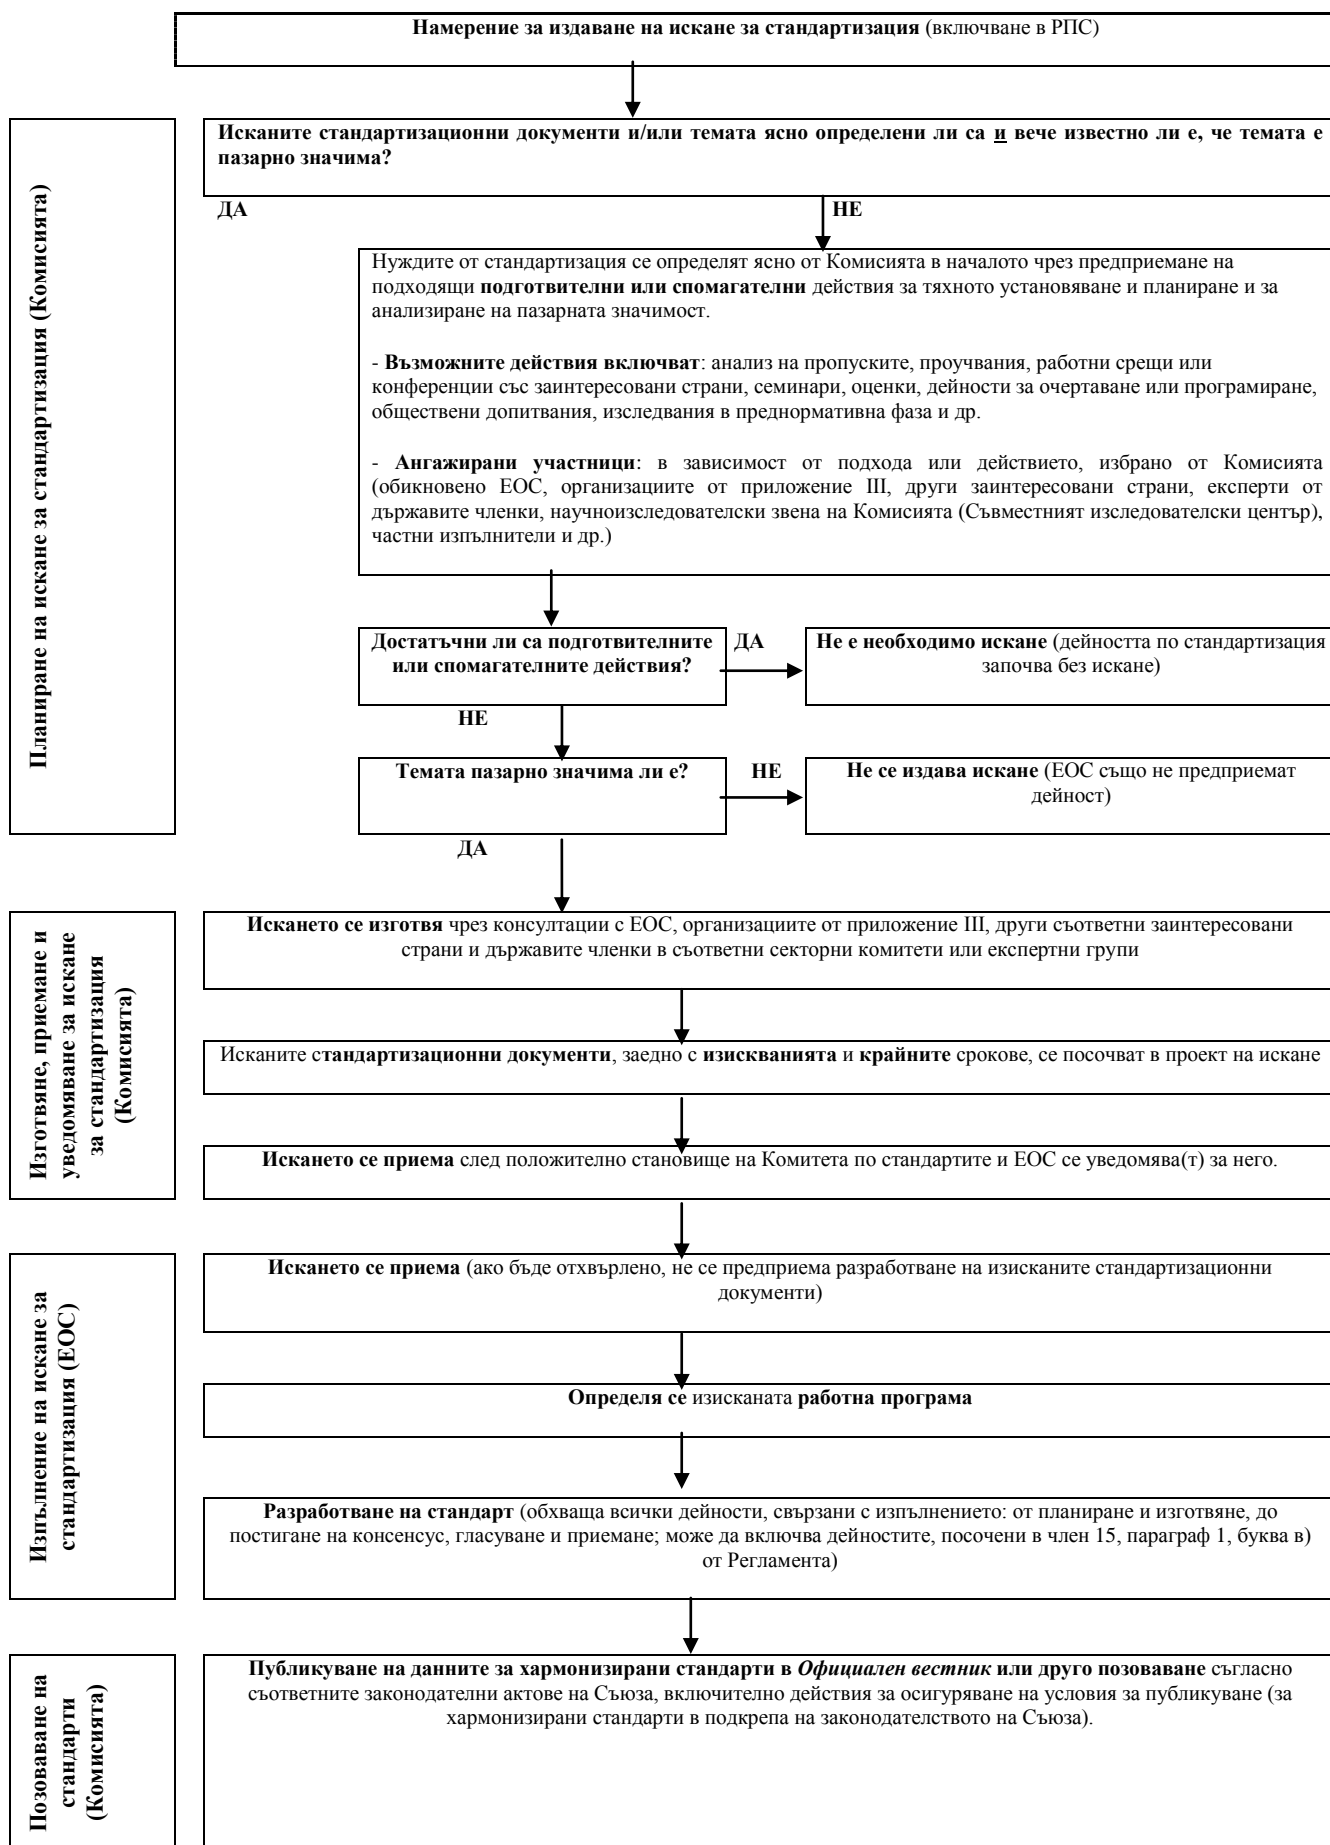 Намерение за издаване на искане за стандартизация (включване в РПС)
Планиране на искане за стандартизация (Комисията)
Исканите стандартизационни документи и/или темата ясно определени ли са и вече известно ли е, че темата е
пазарно значима?
ДА
НЕ
Нуждите от стандартизация се определят ясно от Комисията в началото чрез предприемане на
подходящи подготвителни или спомагателни действия за тяхното установяване и планиране и за
анализиране на пазарната значимост.
- Възможните действия включват: анализ на пропуските, проучвания, работни срещи или
конференции със заинтересовани страни, семинари, оценки, дейности за очертаване или програмиране,
обществени допитвания, изследвания в преднормативна фаза и др.
- Ангажирани участници: в зависимост от подхода или действието, избрано от Комисията
(обикновено ЕОС, организациите от приложение III, други заинтересовани страни, експерти от
държавите членки, научноизследователски звена на Комисията (Съвместният изследователски център),
частни изпълнители и др.)
Достатъчни ли са подготвителните
или спомагателните действия?
ДА
Не е необходимо искане (дейността по стандартизация
започва без искане)
НЕ
Темата пазарно значима ли е?
НЕ
Не се издава искане (ЕОС също не предприемат
дейност)
ДА
Изготвяне, приемане и
уведомяване за искане
за стандартизация
(Комисията)
Искането се изготвя чрез консултации с ЕОС, организациите от приложение III, други съответни заинтересовани
страни и държавите членки в съответни секторни комитети или експертни групи
Исканите стандартизационни документи, заедно с изискванията и крайните срокове, се посочват в проект на искане
Искането се приема след положително становище на Комитета по стандартите и ЕОС се уведомява(т) за него.
Изпълнение на искане за
стандартизация (ЕОС)
Искането се приема (ако бъде отхвърлено, не се предприема разработване на изисканите стандартизационни
документи)
Определя се изисканата работна програма
Разработване на стандарт (обхваща всички дейности, свързани с изпълнението: от планиране и изготвяне, до
постигане на консенсус, гласуване и приемане; може да включва дейностите, посочени в член 15, параграф 1, буква в)
от Регламента)
Позоваване на
стандарти
(Комисията)
Публикуване на данните за хармонизирани стандарти в Официален вестник или друго позоваване съгласно
съответните законодателни актове на Съюза, включително действия за осигуряване на условия за публикуване (за
хармонизирани стандарти в подкрепа на законодателството на Съюза).